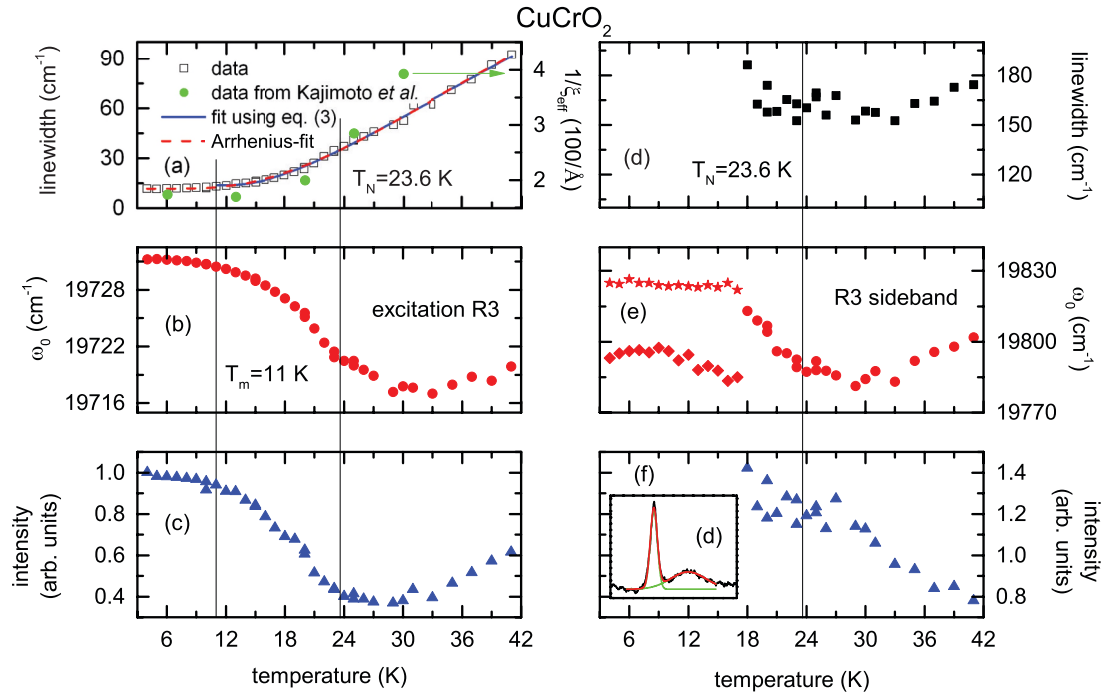 CuCrO2
linewidth (cm-1)
90
60
30
0
data
data from Kajimoto et al.
fit using eq. (3)
Arrhenius-fit
(a)
TN=23.6 K
4
3
2
1/ξeff (100/Å)
(d)
TN=23.6 K
180
150
120
linewidth (cm-1)
ω0 (cm-1)
19728
19722
19716
(b)
excitation R3
Tm=11 K
(e)
R3 sideband
19830
19800
19770
ω0 (cm-1)
intensity
(arb. units)
1.0
0.8
0.6
0.4
(c)
6 12 18 24 30 36 42
temperature (K)
(f)
(d)
1.4
1.2
1.0
0.8
intensity
(arb. units)
6 12 18 24 30 36 42
temperature (K)